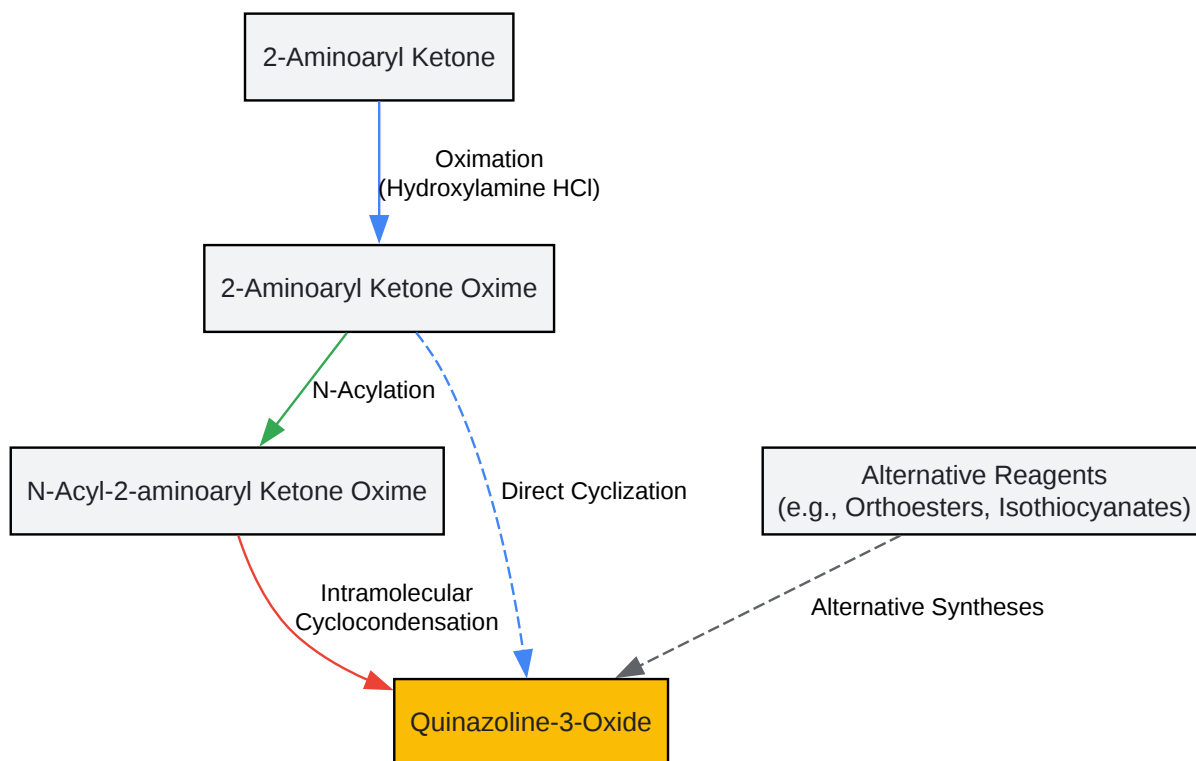 2-Aminoaryl Ketone
Oximation
(Hydroxylamine HCl)
2-Aminoaryl Ketone Oxime
N-Acylation
N-Acyl-2-aminoaryl Ketone Oxime
Direct Cyclization
Alternative Reagents
(e.g., Orthoesters, Isothiocyanates)
Intramolecular
Cyclocondensation
Alternative Syntheses
Quinazoline-3-Oxide